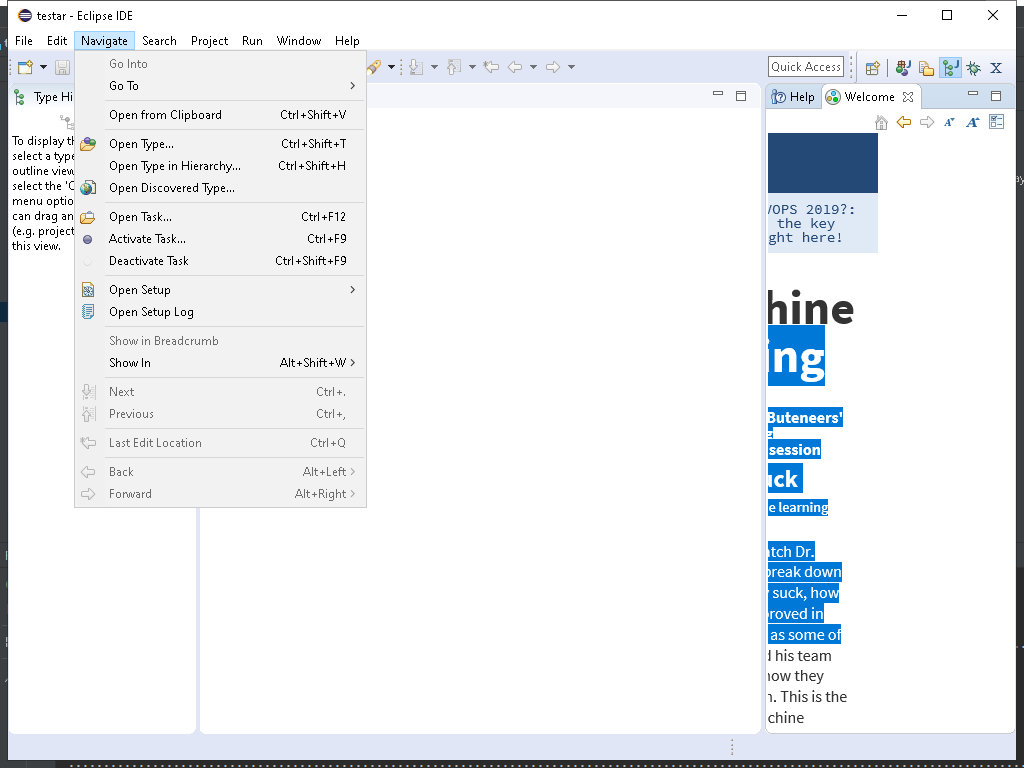 testar - Eclipse IDE
File Edit Navigate Search Project Run Window Help
Quick Access
Type Hi
To display
select a type
outline view
select the
menu optio
can drag an
(e.g. project
this view.
Go Into
Go To
Open from Clipboard Ctrl+Shift+V
Open Type... Ctrl+Shift+T
Open Type in Hierarchy... Ctrl+Shift+H
Open Discovered Type...
Open Task... Ctrl+F12
Activate Task... Ctrl+F9
Deactivate Task Ctrl+Shift+F9
Open Setup
Open Setup Log
Show in Breadcrumb
Show In Alt+Shift+W
Next Ctrl+.
Previous Ctrl+,
Last Edit Location Ctrl+Q
Back Alt+Left
Forward Alt+Right
Help Welcome
VOPS 2019?:
the key
ght here!
hine
ing
Buteneers'
session
uck
e learning
atch Dr.
break down
suck, how
proved in
as some of
d his team
how they
n. This is the
chine